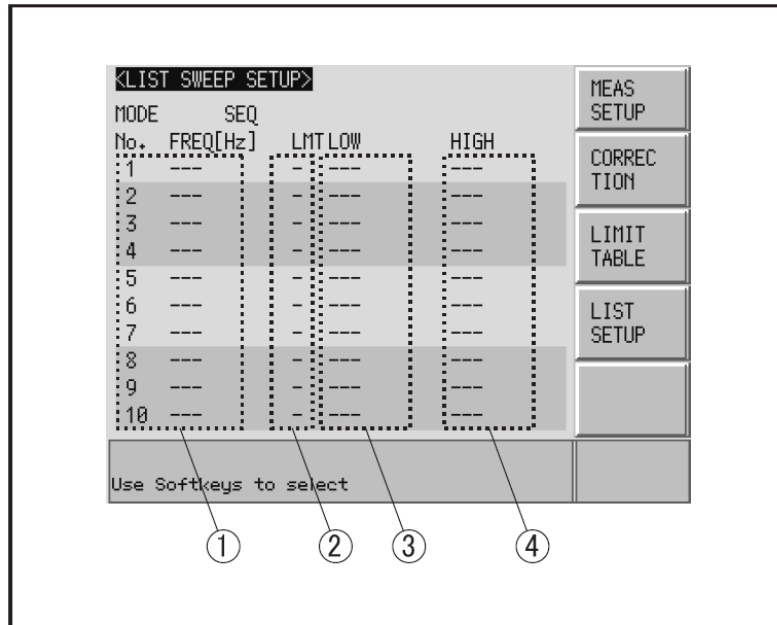 <LIST SWEEP SETUP>
MODE SEQ
No. FREQ[Hz] LMT LOW HIGH
1 --- - --- ---
2 --- - --- ---
3 --- - --- ---
4 --- - --- ---
5 --- - --- ---
6 --- - --- ---
7 --- - --- ---
8 --- - --- ---
9 --- - --- ---
10 --- - --- ---
MEAS
SETUP
CORREC
TION
LIMIT
TABLE
LIST
SETUP
Use Softkeys to select
① ② ③ ④